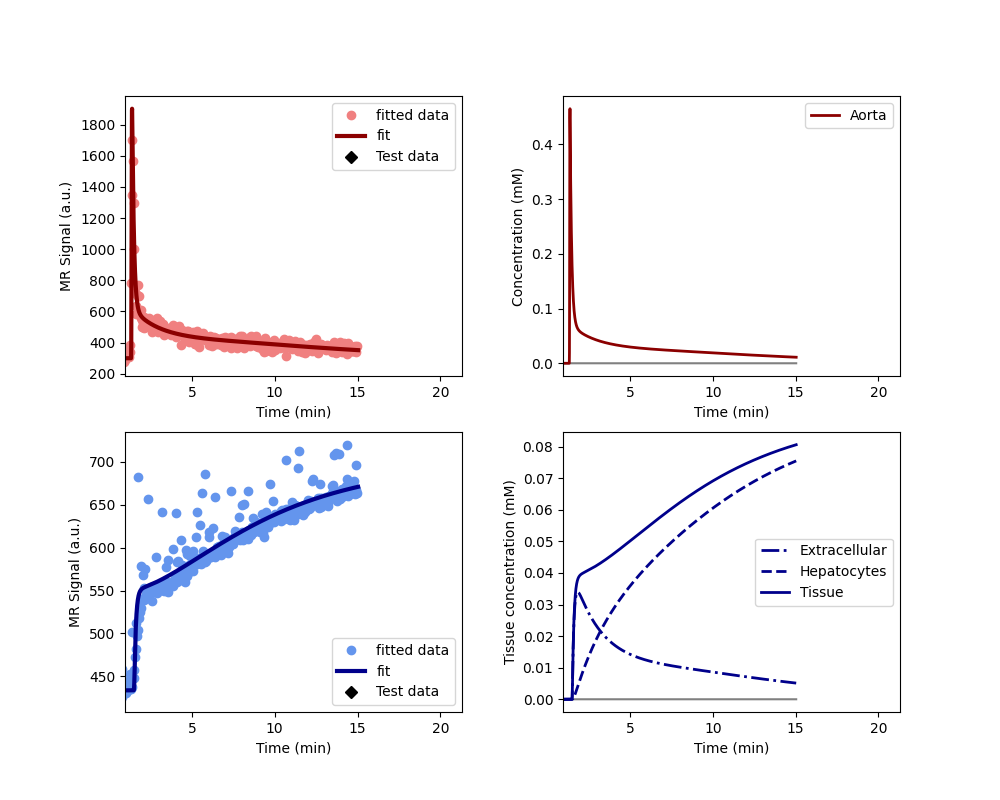 1800
1600
1400
1200
1000
800
600
400
200
MR Signal (a.u.)
5
10
15
20
Time (min)
fitted data
fit
Test data
0.4
0.3
0.2
0.1
0.0
Concentration (mM)
5
10
15
20
Time (min)
Aorta
700
650
600
550
500
450
MR Signal (a.u.)
5
10
15
20
Time (min)
fitted data
fit
Test data
0.08
0.07
0.06
0.05
0.04
0.03
0.02
0.01
0.00
Tissue concentration (mM)
5
10
15
20
Time (min)
Extracellular
Hepatocytes
Tissue